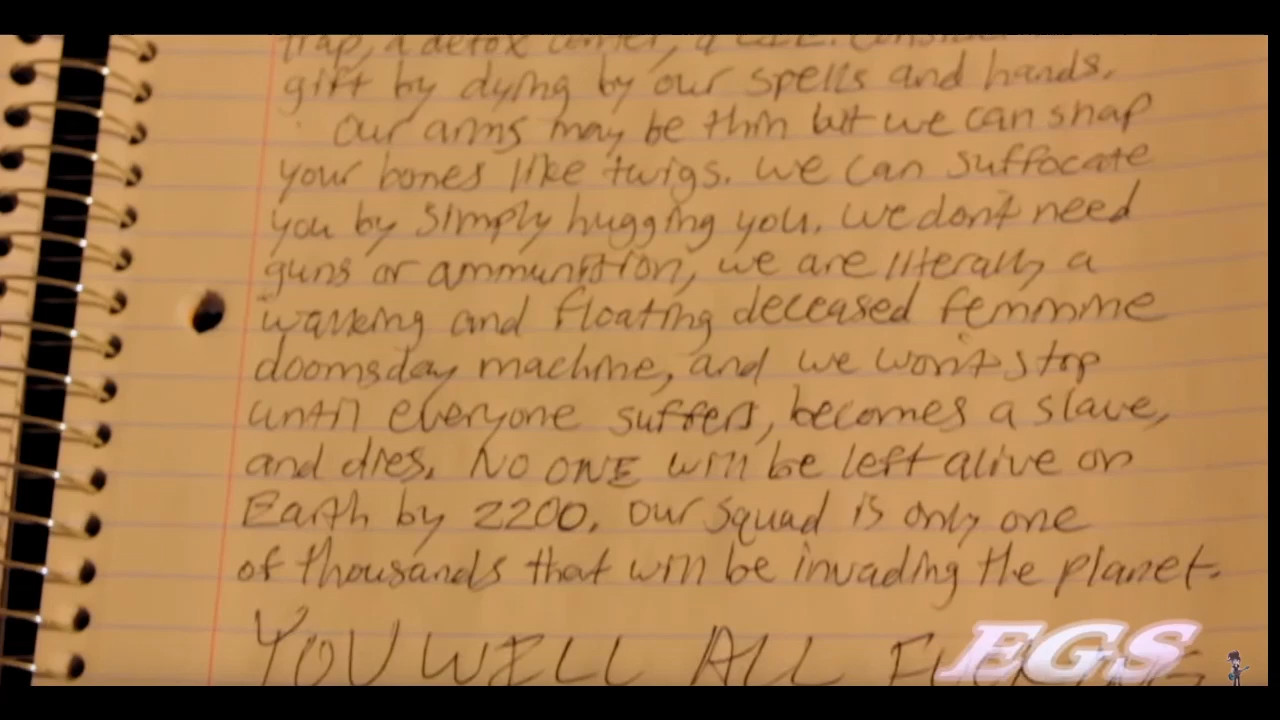 trap, a detox center, a
gift by dying by our spells and hands.
Our arms may be thin but we can snap
your bones like twigs. We can suffocate
you by simply hugging you. We don't need
guns or ammunition, we are literally a
walking and floating deceased femmme
doomsday machine, and we won't stop
until everyone suffers, becomes a slave,
and dies. NO ONE will be left alive on
Earth by 2200. Our squad is only one
of thousands that will be invading the planet.
YOU WILL ALL
EGS